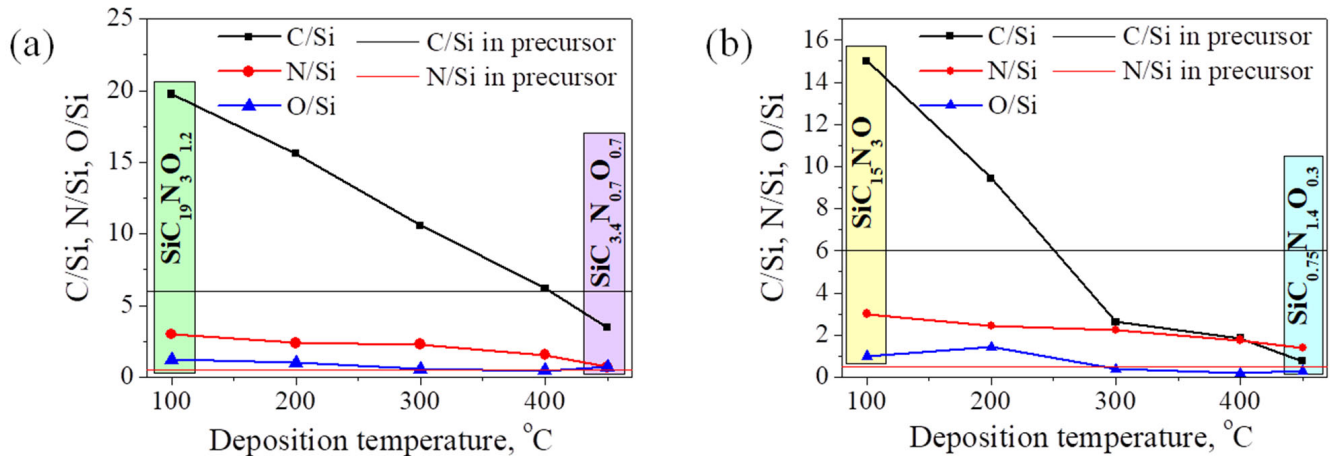 (a)
C/Si, N/Si, O/Si
25
20
15
10
5
0
C/Si
N/Si
O/Si
C/Si in precursor
N/Si in precursor
SiC19N3O1.2
SiC3.4N0.7O0.7
100
200
300
400
Deposition temperature, °C
(b)
C/Si, N/Si, O/Si
16
14
12
10
8
6
4
2
0
C/Si
N/Si
O/Si
C/Si in precursor
N/Si in precursor
SiC15N3O
SiC0.75N1.4O0.3
100
200
300
400
Deposition temperature, °C